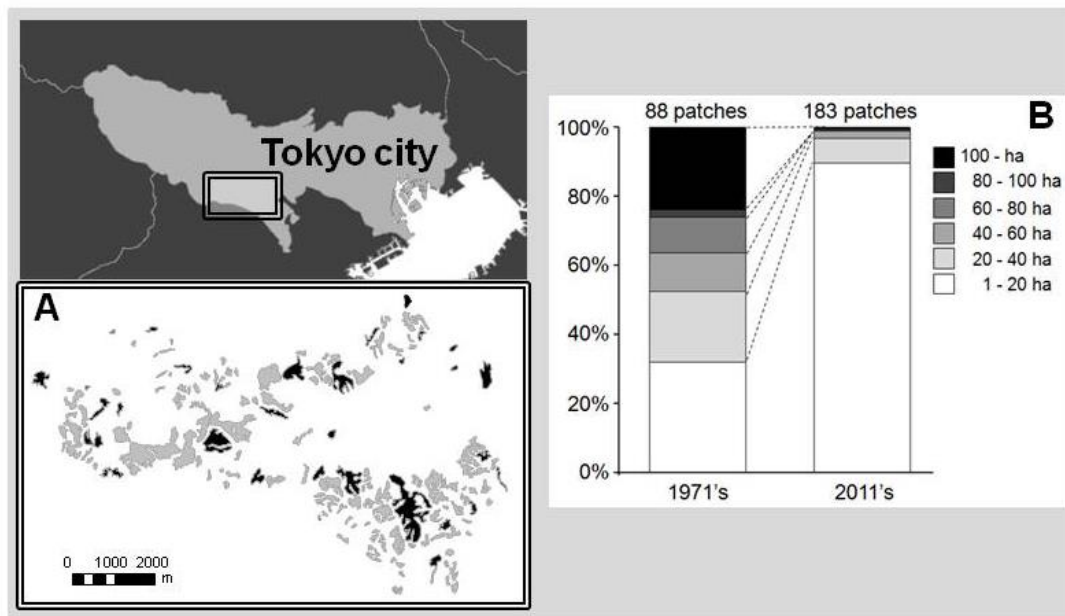 Tokyo city
A
0 1000 2000
m
B
88 patches 183 patches
100%
80%
60%
40%
20%
0%
1971's 2011's
100 - ha
80 - 100 ha
60 - 80 ha
40 - 60 ha
20 - 40 ha
1 - 20 ha